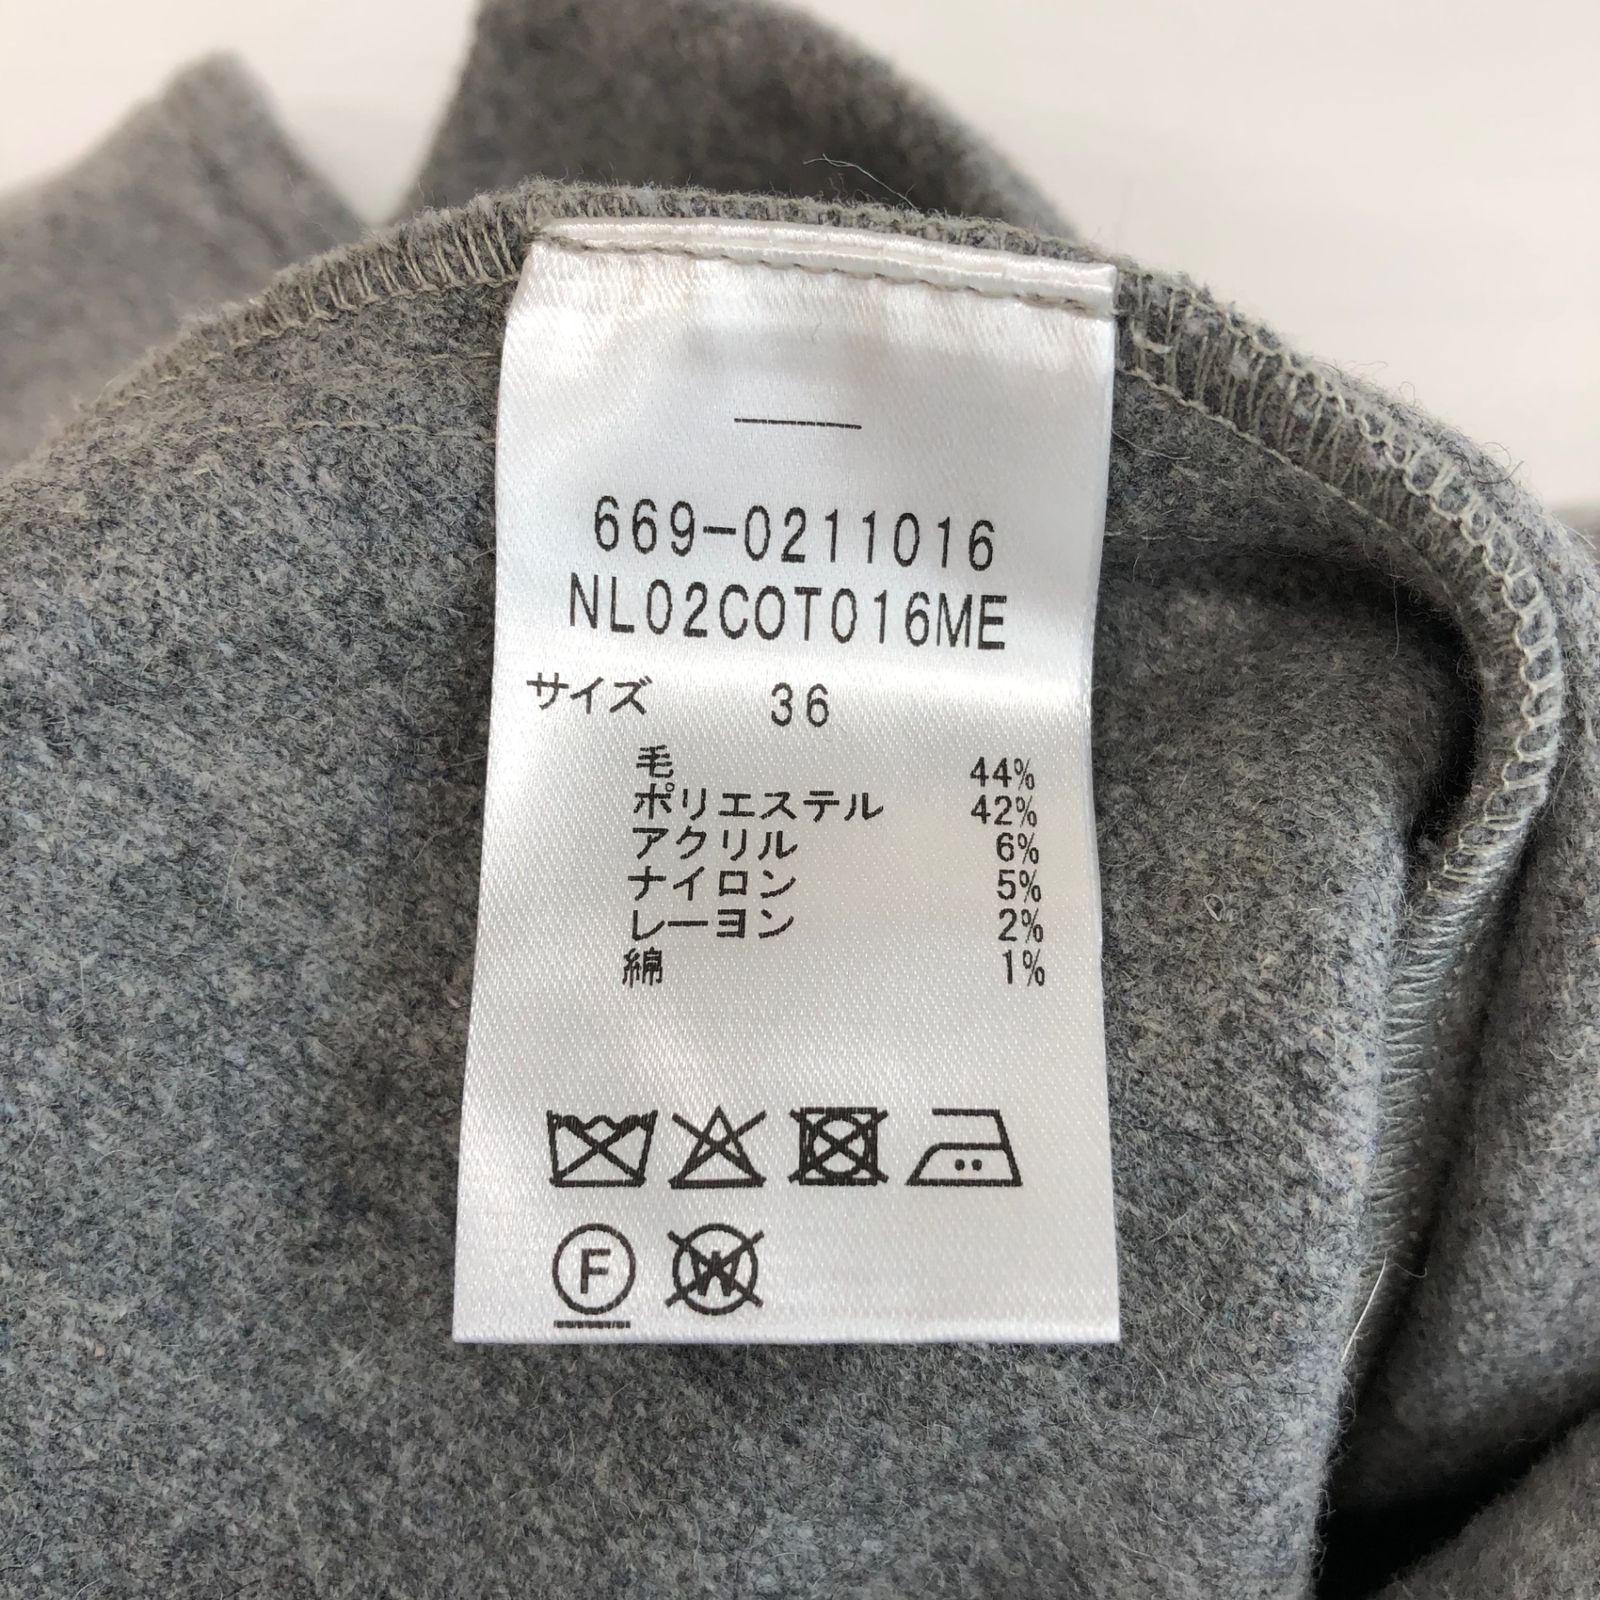 669-0211016
NL02COT016ME
サイズ 36
毛 44%
ポリエステル 42%
アクリル 6%
ナイロン 5%
レーヨン 2%
綿 1%
F W